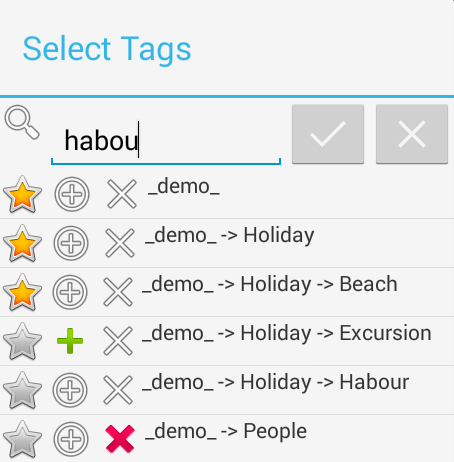 Select Tags
habou
_demo_
_demo_ -> Holiday
_demo_ -> Holiday -> Beach
_demo_ -> Holiday -> Excursion
_demo_ -> Holiday -> Habour
_demo_ -> People